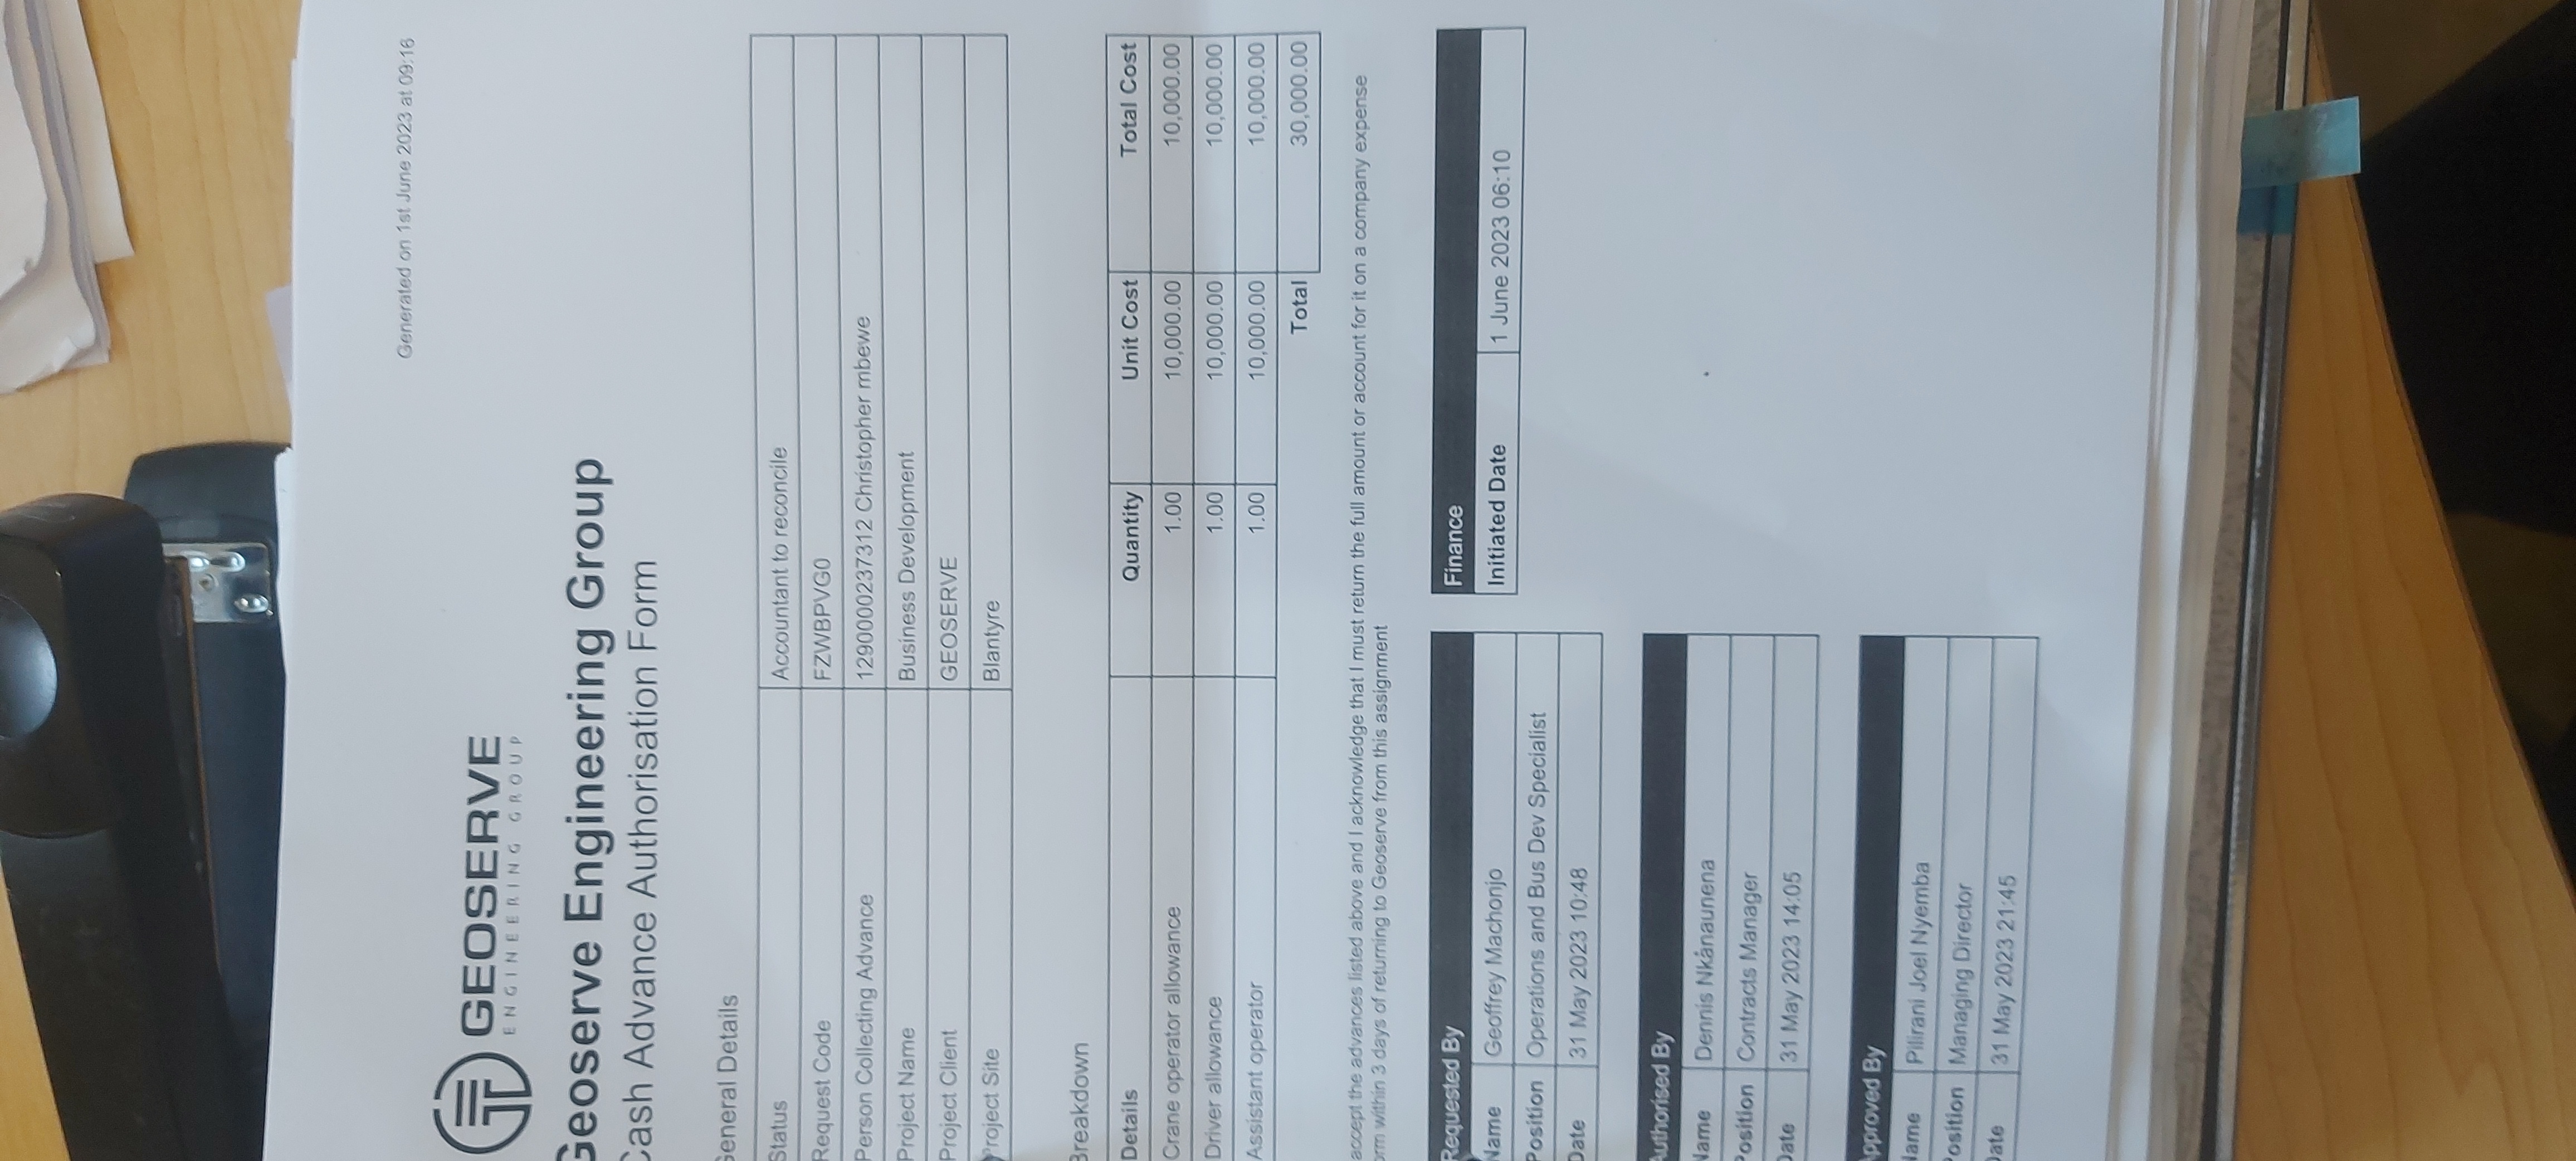 Generated on 1st June 2023 at 09:16
GEOSERVE
ENGINEERING GROUP
Geoserve Engineering Group
Cash Advance Authorisation Form
General Details
Status Accountant to reconcile
Request Code FZWBPVG0
Person Collecting Advance 1290000237312 Christopher mbewe
Project Name Business Development
Project Client GEOSERVE
Project Site Blantyre
Breakdown
Details Quantity Unit Cost Total Cost
Crane operator allowance 1.00 10,000.00 10,000.00
Driver allowance 1.00 10,000.00 10,000.00
Assistant operator 1.00 10,000.00 10,000.00
Total 30,000.00
accept the advances listed above and I acknowledge that I must return the full amount or account for it on a company expense
orm within 3 days of returning to Geoserve from this assignment
Requested By
Name Geoffrey Machonjo
Position Operations and Bus Dev Specialist
Date 31 May 2023 10:48
Finance
Initiated Date 1 June 2023 06:10
Authorised By
Name Dennis Nkanaunena
Position Contracts Manager
Date 31 May 2023 14:05
Approved By
Name Pilirani Joel Nyemba
Position Managing Director
Date 31 May 2023 21:45